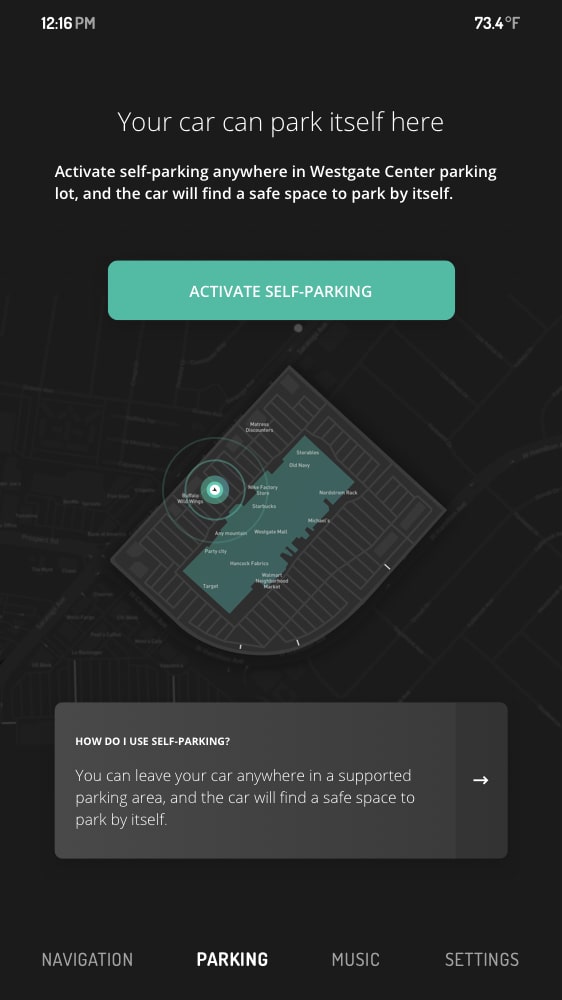 12:16 PM
73.4°F
Your car can park itself here
Activate self-parking anywhere in Westgate Center parking
lot, and the car will find a safe space to park by itself.
ACTIVATE SELF-PARKING
Matress
Discounters
Storables
Old Navy
Nike Factory
Store
Nordstrom Rack
Buffalo
Wild Wings
Starbucks
Michael's
Any mountain
Westgate Mall
Party city
Hancock Fabrics
Walmart
Neighborhood
Market
Target
HOW DO I USE SELF-PARKING?
You can leave your car anywhere in a supported
parking area, and the car will find a safe space to
park by itself.
→
NAVIGATION
PARKING
MUSIC
SETTINGS